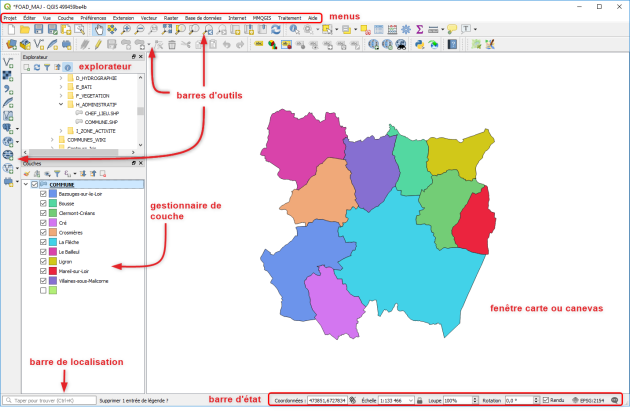 *FOAD_MAJ - QGIS 499439be4b
Projet Éditer Vue Couche Préférences Extension Vecteur Raster Base de données Internet MMQGIS Traitement Aide
menus
Explorateur
explorateur
D_HYDROGRAPHIE
E_BATI
F_VEGETATION
H_ADMINISTRATIF
CHEF_LIEU.SHP
COMMUNE.SHP
I_ZONE_ACTIVITE
COMMUNES_WIKI
barres d'outils
Couches
COMMUNE
Bazouges-sur-le-Loir
Bousse
Clermont-Créans
Cré
Crosmières
La Flèche
Le Bailleul
Ligron
Mareil-sur-Loir
Villaines-sous-Malicorne
gestionnaire de
couche
fenêtre carte ou canevas
barre de localisation
barre d'état
Taper pour trouver (Ctrl+K)
Supprimer 1 entrée de légende ?
Coordonnées : 473851,6727834
Échelle 1:133 466
Loupe 100%
Rotation 0,0 °
Rendu
EPSG:2154